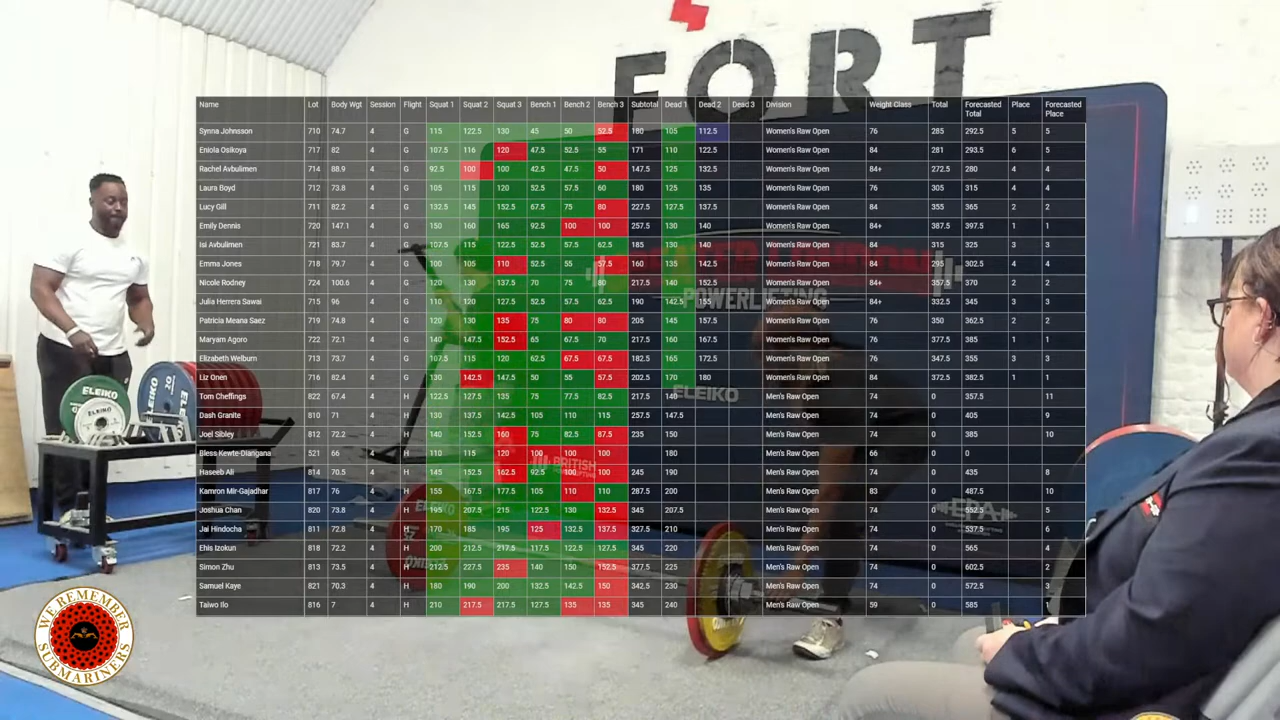 FORT
Name Lot Body Wgt Session Flight Squat 1 Squat 2 Squat 3 Bench 1 Bench 2 Bench 3 Subtotal Dead 1 Dead 2 Dead 3 Division Weight Class Total Forecasted Total Place Forecasted Place
Synna Johnsson 710 74.7 4 G 115 122.5 130 45 50 52.5 180 105 112.5 Women's Raw Open 76 285 292.5 5 5
Eniola Osikoya 717 82 4 G 107.5 116 120 47.5 52.5 55 171 110 122.5 Women's Raw Open 84 281 293.5 6 5
Rachel Avbulimen 714 88.9 4 G 92.5 100 100 42.5 47.5 50 147.5 125 132.5 Women's Raw Open 84+ 272.5 280 4 4
Laura Boyd 712 73.8 4 G 105 115 120 52.5 57.5 60 180 125 135 Women's Raw Open 76 305 315 4 4
Lucy Gill 711 82.2 4 G 132.5 145 152.5 67.5 75 80 227.5 127.5 137.5 Women's Raw Open 84 355 365 2 2
Emily Dennis 720 147.1 4 G 150 160 165 92.5 100 100 257.5 130 140 Women's Raw Open 84+ 387.5 397.5 1 1
Isi Avbulimen 721 83.7 4 G 107.5 115 122.5 52.5 57.5 62.5 185 130 140 Women's Raw Open 84 315 325 3 3
Emma Jones 718 79.7 4 G 100 105 110 52.5 55 57.5 160 135 142.5 Women's Raw Open 84 295 302.5 4 4
Nicole Rodney 724 100.6 4 G 120 130 137.5 70 75 80 217.5 140 152.5 Women's Raw Open 84+ 357.5 370 2 2
Julia Herrera Sawai 715 96 4 G 110 120 127.5 52.5 57.5 62.5 190 142.5 155 Women's Raw Open 84+ 332.5 345 3 3
Patricia Meana Saez 719 74.8 4 G 120 130 135 75 80 80 205 145 157.5 Women's Raw Open 76 350 362.5 2 2
Maryam Agoro 722 72.1 4 G 140 147.5 152.5 65 67.5 70 217.5 160 167.5 Women's Raw Open 76 377.5 385 1 1
Elizabeth Welburn 713 73.7 4 G 107.5 115 120 62.5 67.5 67.5 182.5 165 172.5 Women's Raw Open 76 347.5 355 3 3
Liz Onen 716 82.4 4 G 130 142.5 147.5 50 55 57.5 202.5 170 180 Women's Raw Open 84 372.5 382.5 1 1
Tom Cheffings 822 67.4 4 H 122.5 127.5 135 75 77.5 82.5 217.5 140 Men's Raw Open 74 0 357.5 11
Dash Granite 810 71 4 H 130 137.5 142.5 105 110 115 257.5 147.5 Men's Raw Open 74 0 405 9
Joel Sibley 812 72.2 4 H 140 152.5 160 75 82.5 87.5 235 150 Men's Raw Open 74 0 385 10
Bless Kewte-Diangana 521 66 4 H 110 115 120 100 100 100 180 Men's Raw Open 66 0 0
Haseeb Ali 814 70.5 4 H 145 152.5 162.5 92.5 100 100 245 190 Men's Raw Open 74 0 435 8
Kamron Mir-Gajadhar 817 76 4 H 155 167.5 177.5 105 110 110 287.5 200 Men's Raw Open 83 0 487.5 10
Joshua Chan 820 73.8 4 H 195 207.5 215 122.5 130 132.5 345 207.5 Men's Raw Open 74 0 552.5 5
Jai Hindocha 811 72.8 4 H 170 185 195 125 132.5 137.5 327.5 210 Men's Raw Open 74 0 537.5 6
Ehis Izokun 818 72.2 4 H 200 212.5 217.5 117.5 122.5 127.5 345 220 Men's Raw Open 74 0 565 4
Simon Zhu 813 73.5 4 H 212.5 227.5 235 140 150 152.5 377.5 225 Men's Raw Open 74 0 602.5 2
Samuel Kaye 821 70.3 4 H 180 190 200 132.5 142.5 150 342.5 230 Men's Raw Open 74 0 572.5 3
Taiwo Ilo 816 7 4 H 210 217.5 217.5 127.5 135 135 345 240 Men's Raw Open 59 0 585 1
POWERLIFTING
ELEIKO
BRITISH
EPA
ELEIKO
ELEIKO
WE REMEMBER SUBMARINERS